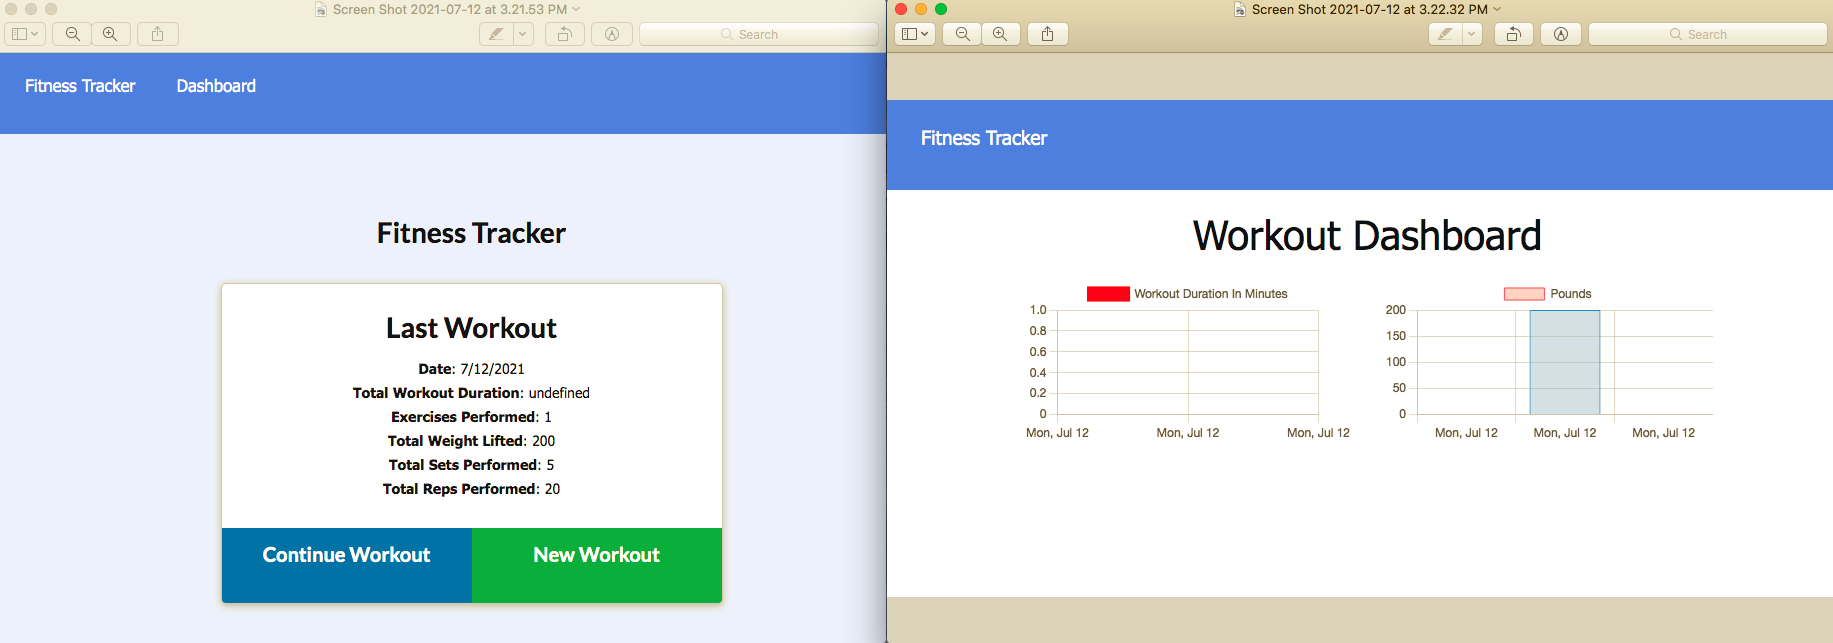 Screen Shot 2021-07-12 at 3.21.53 PM
Search
Fitness Tracker
Dashboard
Fitness Tracker
Last Workout
Date: 7/12/2021
Total Workout Duration: undefined
Exercises Performed: 1
Total Weight Lifted: 200
Total Sets Performed: 5
Total Reps Performed: 20
Continue Workout
New Workout
Screen Shot 2021-07-12 at 3.22.32 PM
Search
Fitness Tracker
Workout Dashboard
Workout Duration In Minutes
1.0
0.8
0.6
0.4
0.2
0
Mon, Jul 12 Mon, Jul 12 Mon, Jul 12
Pounds
200
150
100
50
0
Mon, Jul 12 Mon, Jul 12 Mon, Jul 12